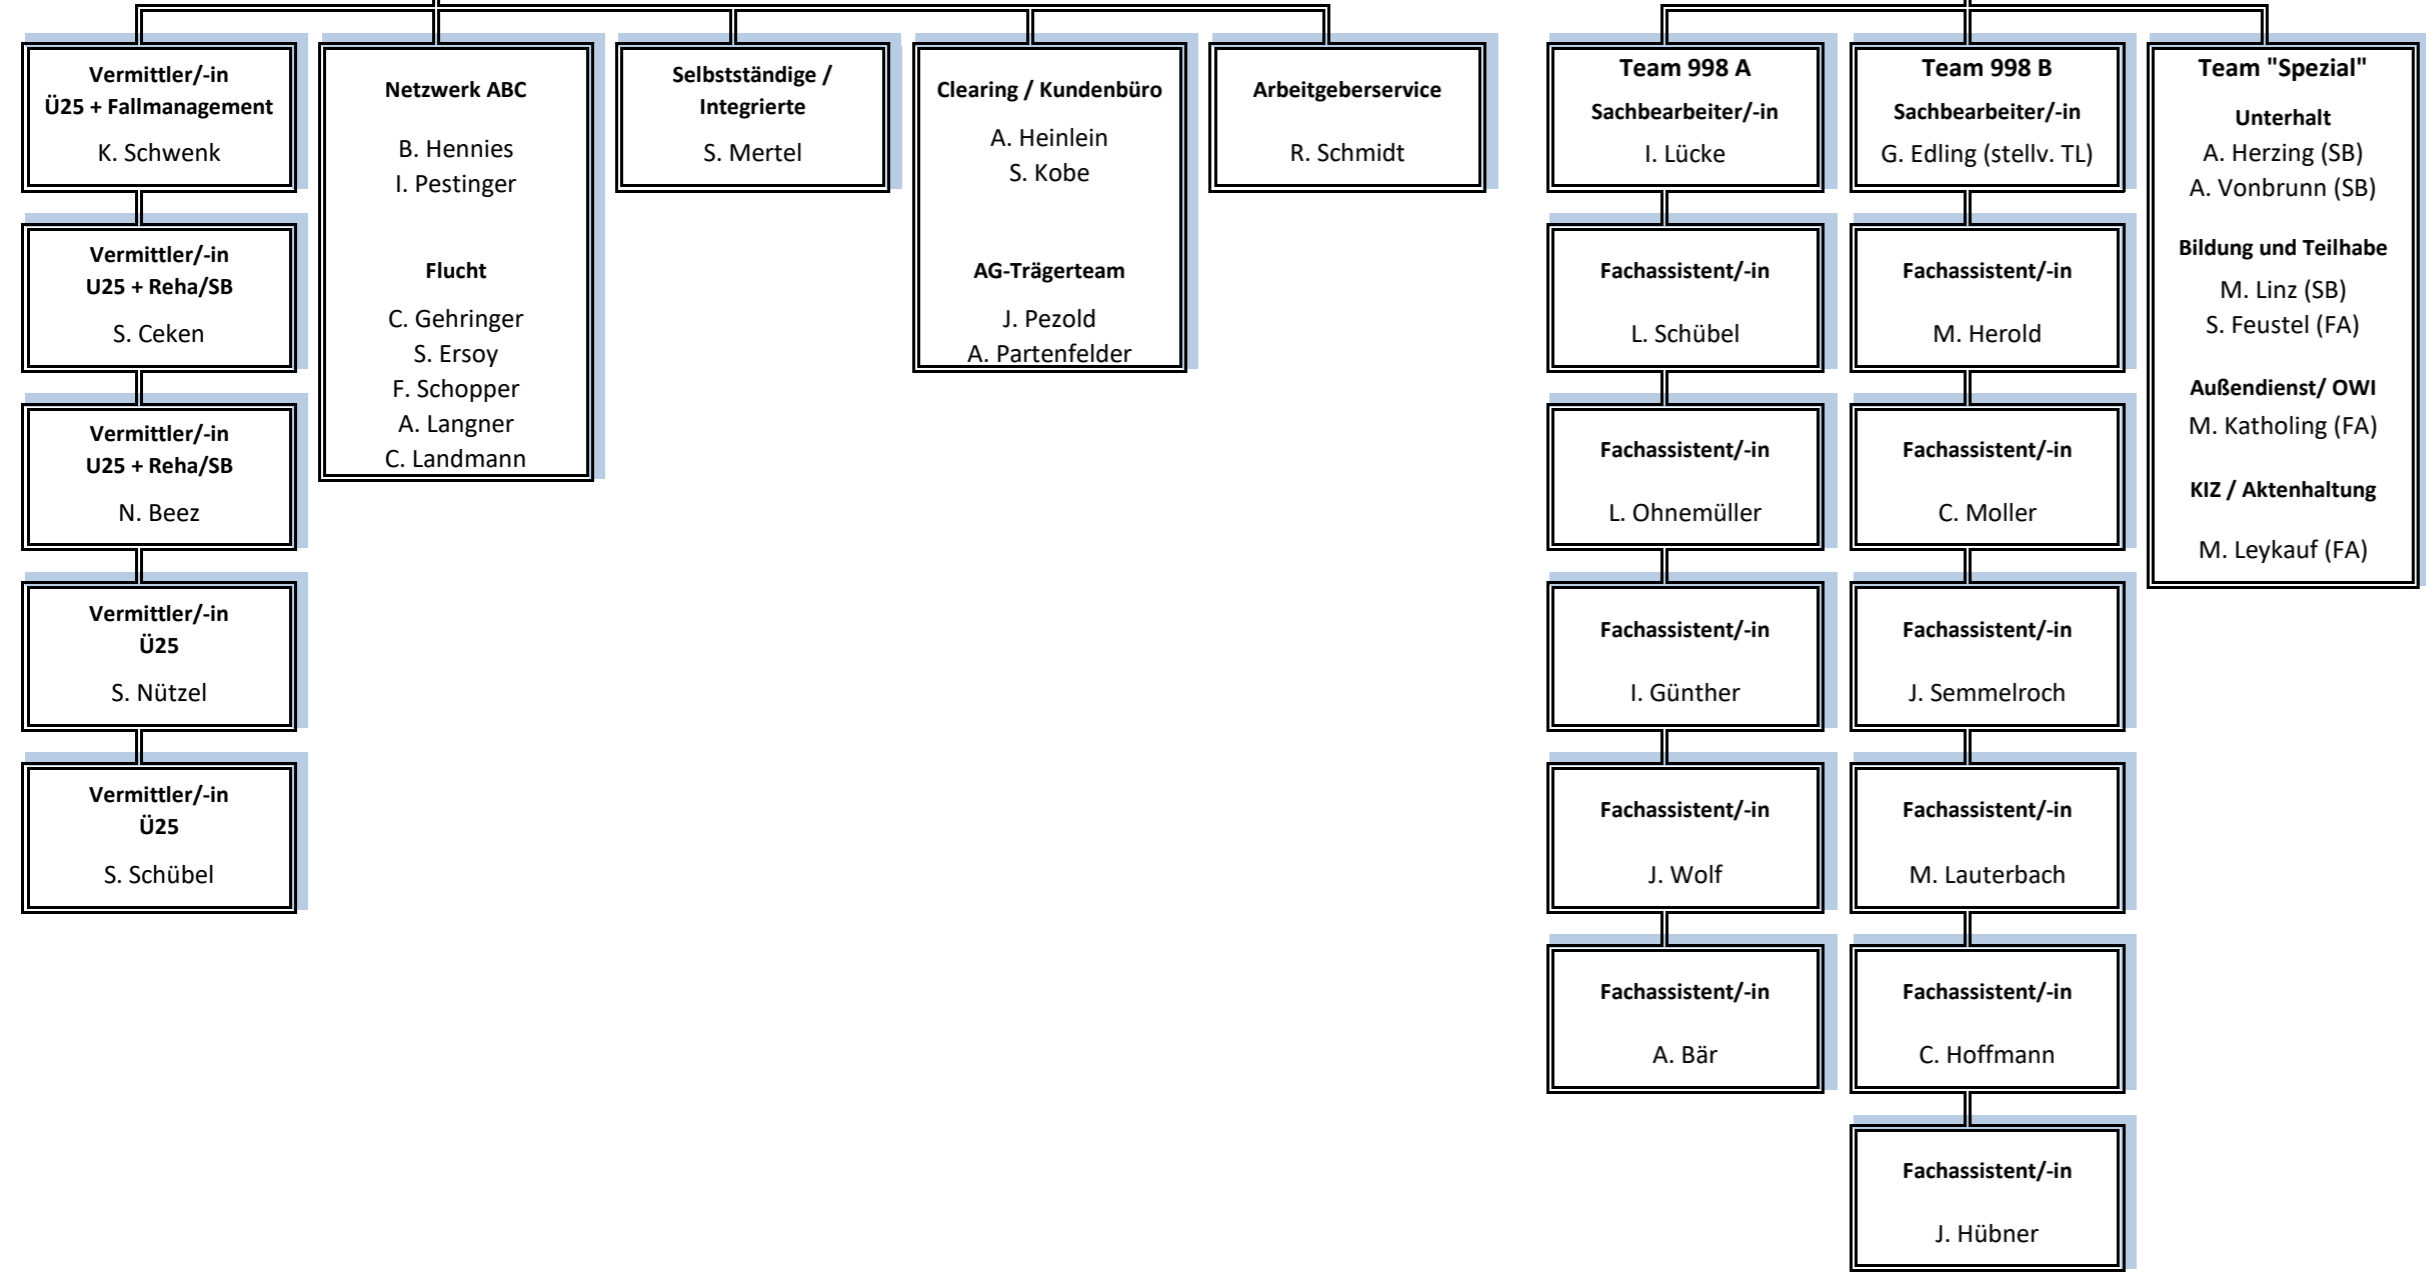 Vermittler/-in
Ü25 + Fallmanagement
K. Schwenk
Vermittler/-in
U25 + Reha/SB
S. Ceken
Vermittler/-in
U25 + Reha/SB
N. Beez
Vermittler/-in
Ü25
S. Nützel
Vermittler/-in
Ü25
S. Schübel
Netzwerk ABC
B. Hennies
I. Pestinger
Flucht
C. Gehringer
S. Ersoy
F. Schopper
A. Langner
C. Landmann
Selbstständige /
Integrierte
S. Mertel
Clearing / Kundenbüro
A. Heinlein
S. Kobe
AG-Trägerteam
J. Pezold
A. Partenfelder
Arbeitgeberservice
R. Schmidt
Team 998 A
Sachbearbeiter/-in
I. Lücke
Fachassistent/-in
L. Schübel
Fachassistent/-in
L. Ohnemüller
Fachassistent/-in
I. Günther
Fachassistent/-in
J. Wolf
Fachassistent/-in
A. Bär
Team 998 B
Sachbearbeiter/-in
G. Edling (stellv. TL)
Fachassistent/-in
M. Herold
Fachassistent/-in
C. Moller
Fachassistent/-in
J. Semmelroch
Fachassistent/-in
M. Lauterbach
Fachassistent/-in
C. Hoffmann
Fachassistent/-in
J. Hübner
Team "Spezial"
Unterhalt
A. Herzing (SB)
A. Vonbrunn (SB)
Bildung und Teilhabe
M. Linz (SB)
S. Feustel (FA)
Außendienst/ OWI
M. Katholing (FA)
KIZ / Aktenhaltung
M. Leykauf (FA)